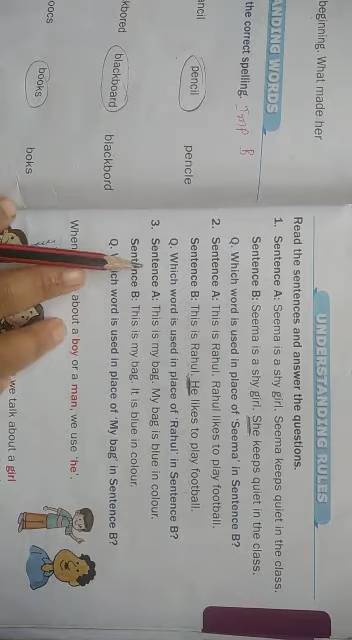 beginning. What made her
ANDING WORDS
the correct spelling. Imp B
ancil
pencil
pencle
kbored
blackboard
blackbord
oocs
books
boks
UNDERSTANDING RULES
Read the sentences and answer the questions.
1. Sentence A: Seema is a shy girl. Seema keeps quiet in the class.
Sentence B: Seema is a shy girl. She keeps quiet in the class.
Q. Which word is used in place of 'Seema' in Sentence B?
2. Sentence A: This is Rahul. Rahul likes to play football.
Sentence B: This is Rahul. He likes to play football.
Q. Which word is used in place of 'Rahul' in Sentence B?
3. Sentence A: This is my bag. My bag is blue in colour.
Sentence B: This is my bag. It is blue in colour.
Q. Which word is used in place of 'My bag' in Sentence B?
When about a boy or a man, we use 'he'.
we talk about a girl